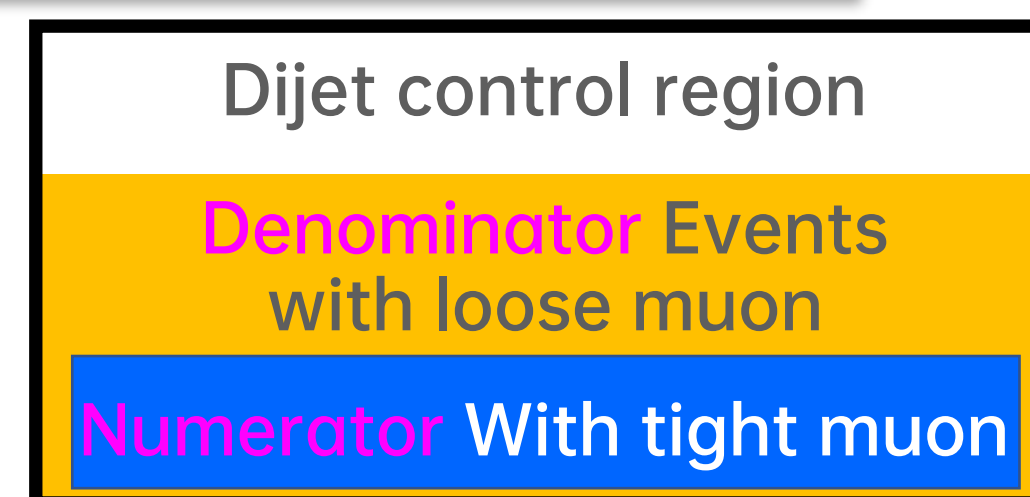 Dijet control region
Denominator Events
with loose muon
Numerator With tight muon